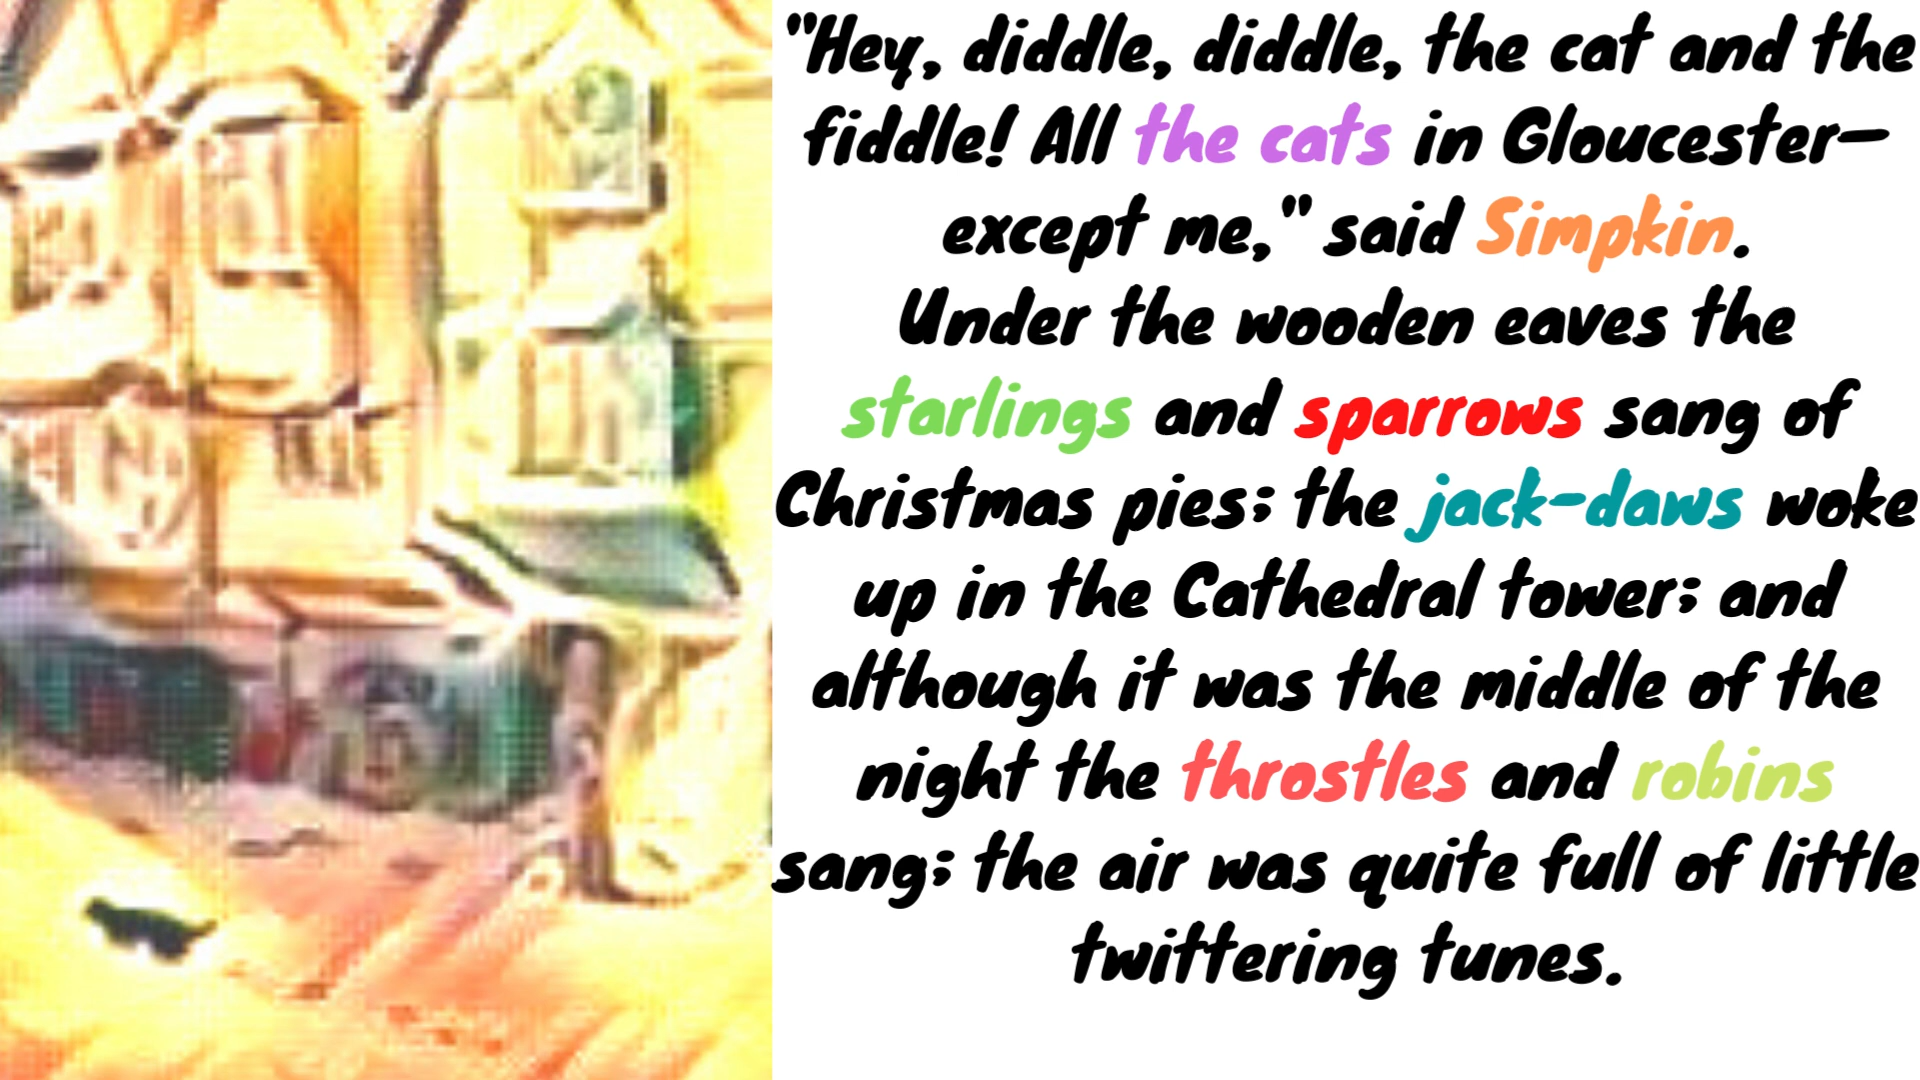 "Hey, diddle, diddle, the cat and the
fiddle! All the cats in Gloucester—
except me," said Simpkin.
Under the wooden eaves the
starlings and sparrows sang of
Christmas pies; the jack-daws woke
up in the Cathedral tower; and
although it was the middle of the
night the throstles and robins
sang; the air was quite full of little
twittering tunes.